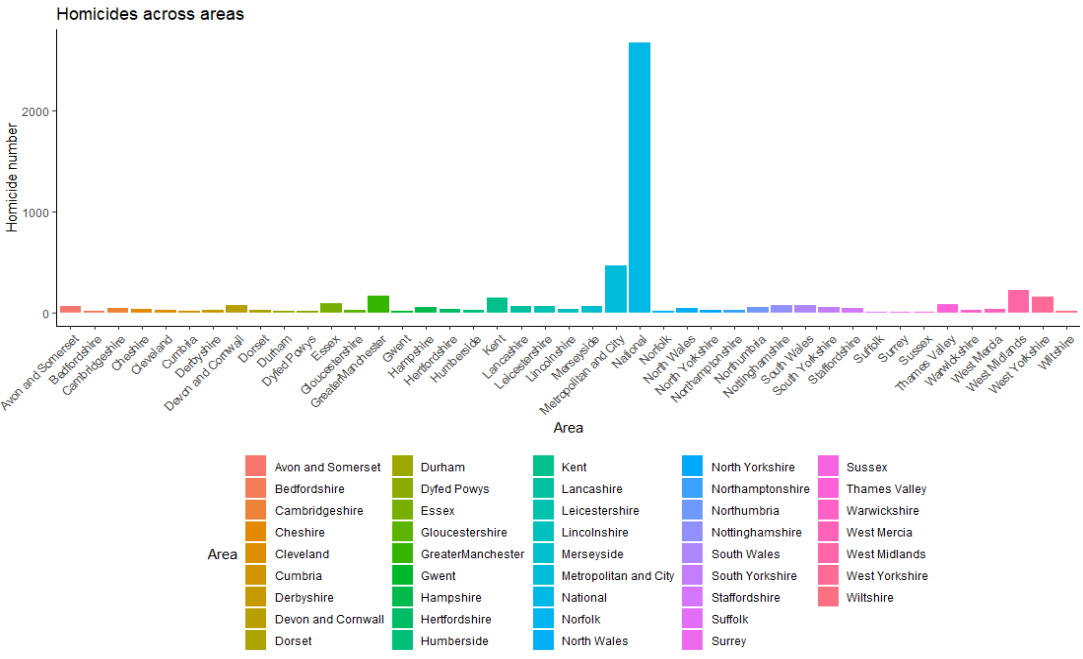 Homicides across areas
Homicide number
2000
1000
0
Avon and Somerset
Bedfordshire
Cambridgeshire
Cheshire
Cleveland
Cumbria
Derbyshire
Devon and Cornwall
Dorset
Durham
Dyfed Powys
Essex
Gloucestershire
GreaterManchester
Gwent
Hampshire
Hertfordshire
Humberside
Kent
Lancashire
Leicestershire
Lincolnshire
Merseyside
Metropolitan and City
National
Norfolk
North Wales
North Yorkshire
Northamptonshire
Northumbria
Nottinghamshire
South Wales
South Yorkshire
Staffordshire
Suffolk
Surrey
Sussex
Thames Valley
Warwickshire
West Mercia
West Midlands
West Yorkshire
Wiltshire
Area
Area
Avon and Somerset
Bedfordshire
Cambridgeshire
Cheshire
Cleveland
Cumbria
Derbyshire
Devon and Cornwall
Dorset
Durham
Dyfed Powys
Essex
Gloucestershire
GreaterManchester
Gwent
Hampshire
Hertfordshire
Humberside
Kent
Lancashire
Leicestershire
Lincolnshire
Merseyside
Metropolitan and City
National
Norfolk
North Wales
North Yorkshire
Northamptonshire
Northumbria
Nottinghamshire
South Wales
South Yorkshire
Staffordshire
Suffolk
Surrey
Sussex
Thames Valley
Warwickshire
West Mercia
West Midlands
West Yorkshire
Wiltshire